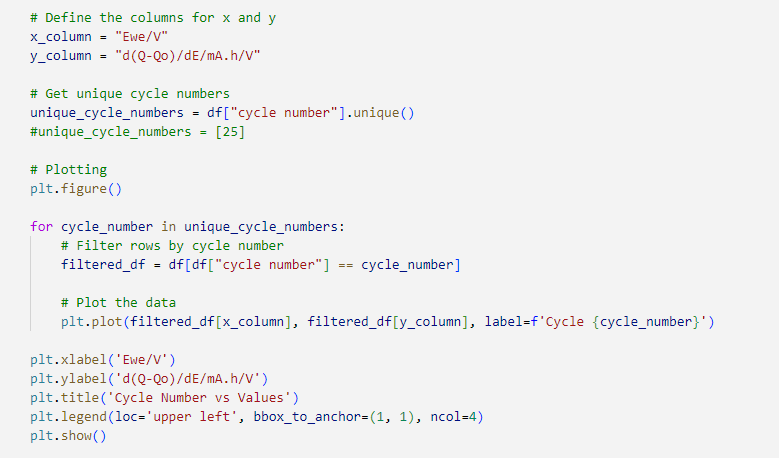 # Define the columns for x and y
x_column = "Ewe/V"
y_column = "d(Q-Qo)/dE/mA.h/V"

# Get unique cycle numbers
unique_cycle_numbers = df["cycle number"].unique()
#unique_cycle_numbers = [25]

# Plotting
plt.figure()

for cycle_number in unique_cycle_numbers:
    # Filter rows by cycle number
    filtered_df = df[df["cycle number"] == cycle_number]

    # Plot the data
    plt.plot(filtered_df[x_column], filtered_df[y_column], label=f'Cycle {cycle_number}')

plt.xlabel('Ewe/V')
plt.ylabel('d(Q-Qo)/dE/mA.h/V')
plt.title('Cycle Number vs Values')
plt.legend(loc='upper left', bbox_to_anchor=(1, 1), ncol=4)
plt.show()